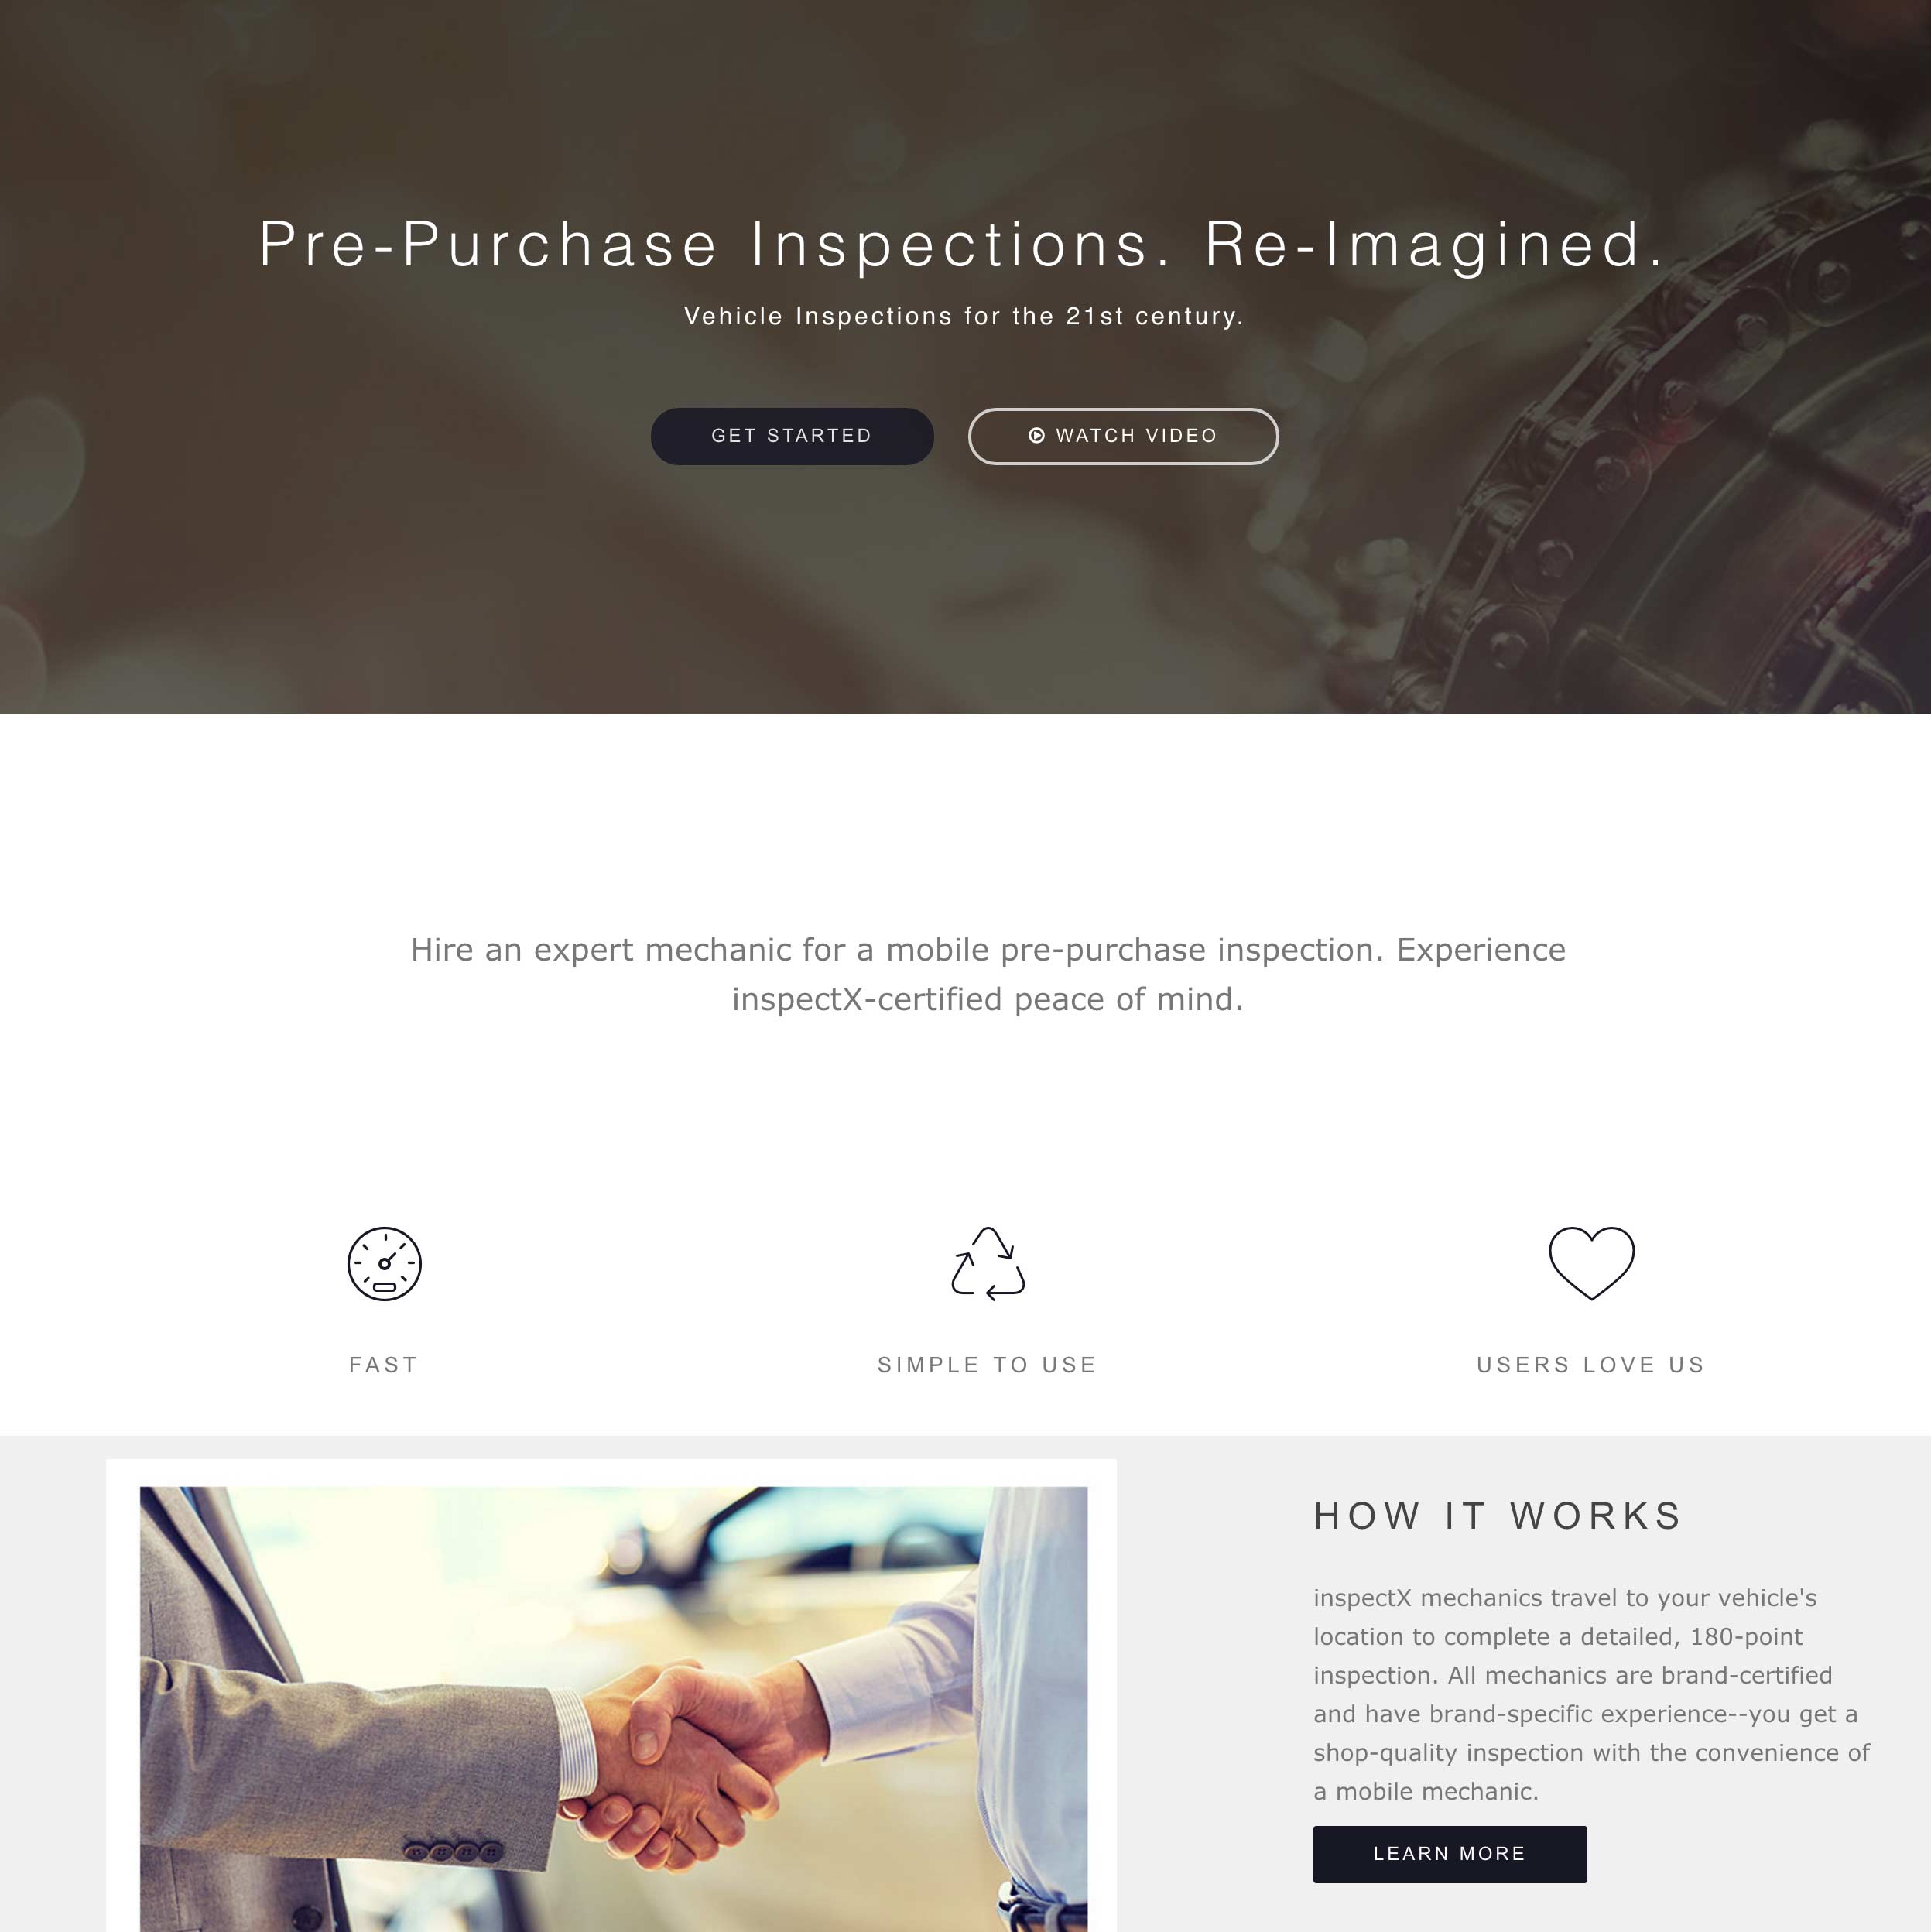 Pre-Purchase Inspections. Re-Imagined.
Vehicle Inspections for the 21st century.
GET STARTED
WATCH VIDEO
Hire an expert mechanic for a mobile pre-purchase inspection. Experience
inspectX-certified peace of mind.
FAST
SIMPLE TO USE
USERS LOVE US
HOW IT WORKS
inspectX mechanics travel to your vehicle's
location to complete a detailed, 180-point
inspection. All mechanics are brand-certified
and have brand-specific experience--you get a
shop-quality inspection with the convenience of
a mobile mechanic.
LEARN MORE